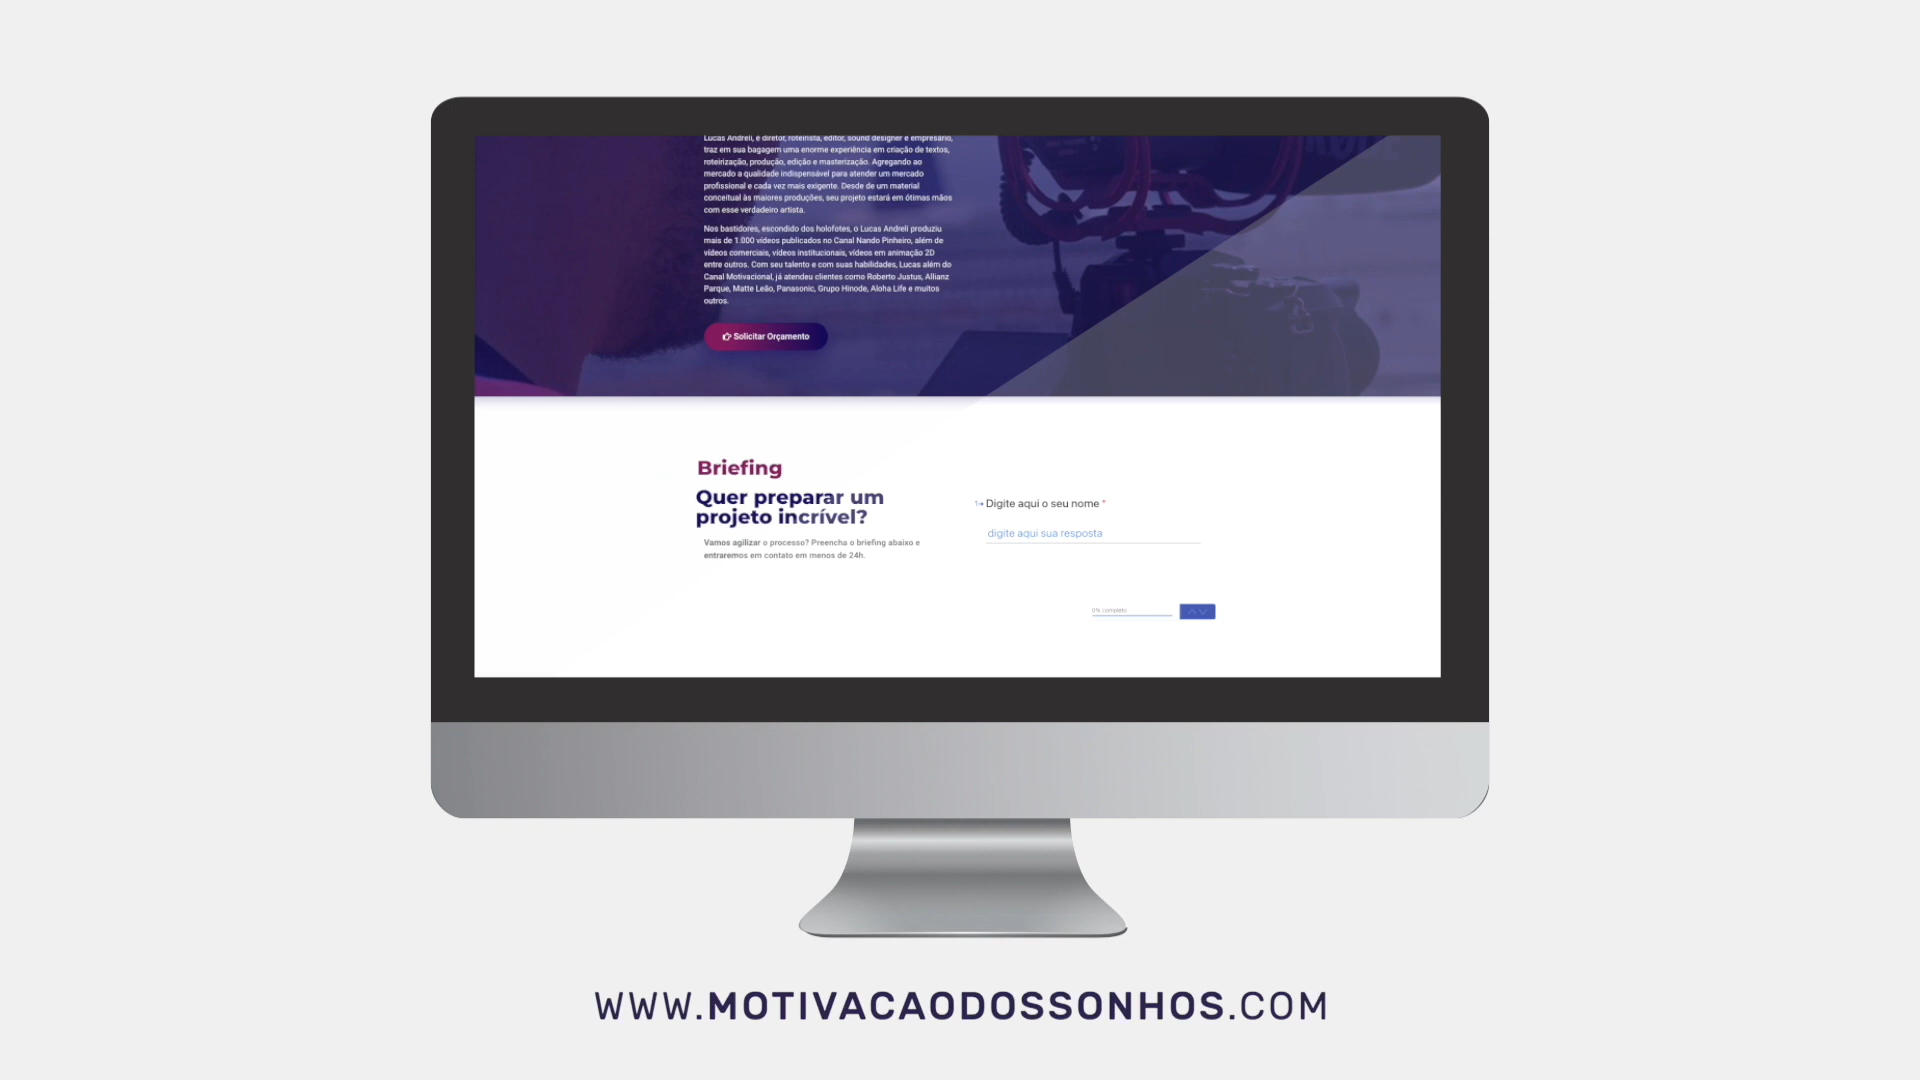 Lucas Andreli, é diretor, roteirista, editor, sound designer e empresário,
traz em sua bagagem uma enorme experiência em criação de textos,
roteirização, produção, edição e masterização. Agregando ao
mercado a qualidade indispensável para atender um mercado
profissional e cada vez mais exigente. Desde de um material
conceitual às maiores produções, seu projeto estará em ótimas mãos
com esse verdadeiro artista.
Nos bastidores, escondido dos holofotes, o Lucas Andreli produziu
mais de 1.000 vídeos publicados no Canal Nando Pinheiro, além de
vídeos comerciais, vídeos institucionais, vídeos em animação 2D
entre outros. Com seu talento e com suas habilidades, Lucas além do
Canal Motivacional, já atendeu clientes como Roberto Justus, Allianz
Parque, Matte Leão, Panasonic, Grupo Hinode, Aloha Life e muitos
outros.
Solicitar Orçamento
Briefing
Quer preparar um
projeto incrível?
Vamos agilizar o processo? Preencha o briefing abaixo e
entraremos em contato em menos de 24h.
1 Digite aqui o seu nome *
digite aqui sua resposta
0% completo
WWW.MOTIVACAODOSSONHOS.COM